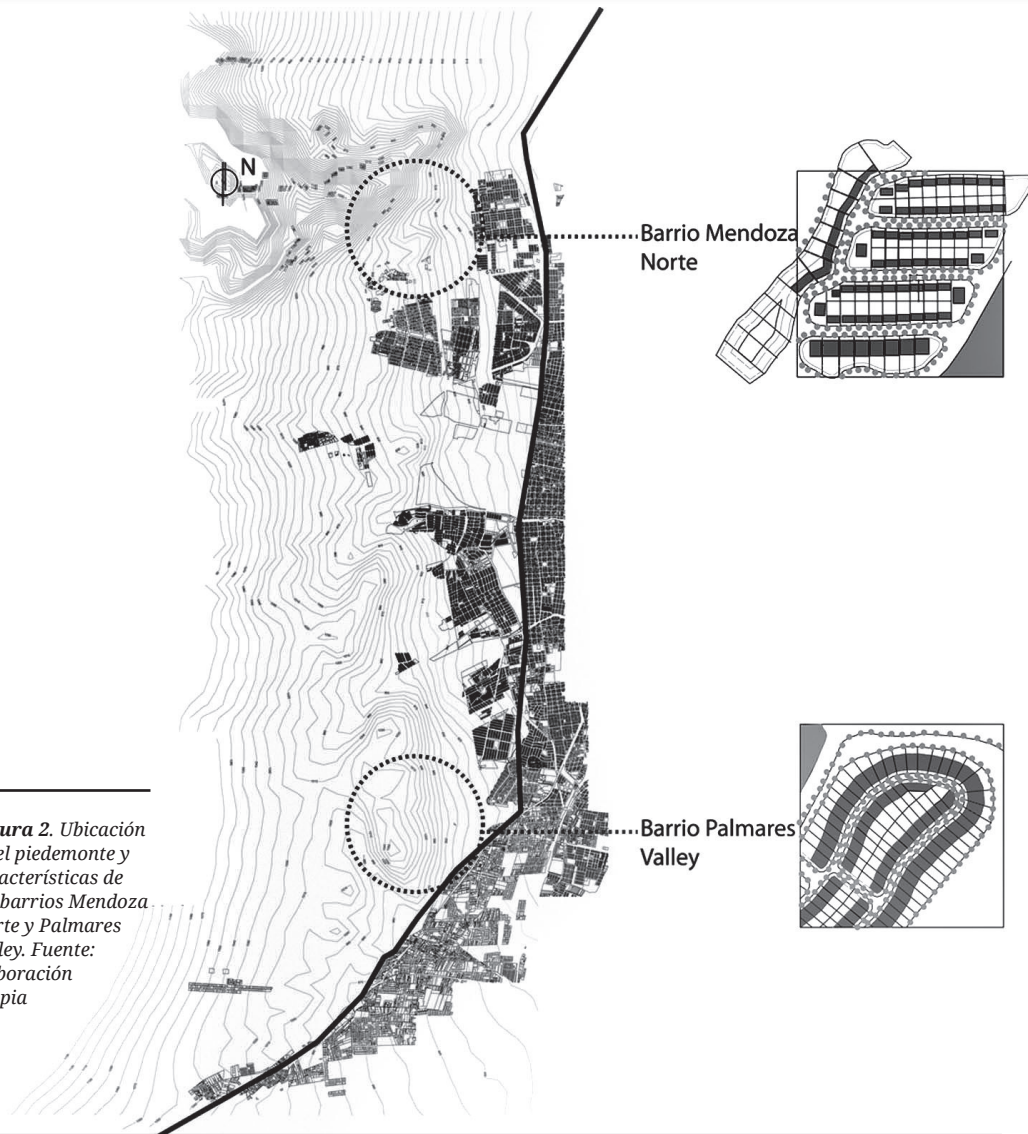 N
Barrio Mendoza
Norte
Barrio Palmares
Valley
ura 2. Ubicación
el piedemonte y
acterísticas de
barrios Mendoza
rte y Palmares
ley. Fuente:
boración
pia